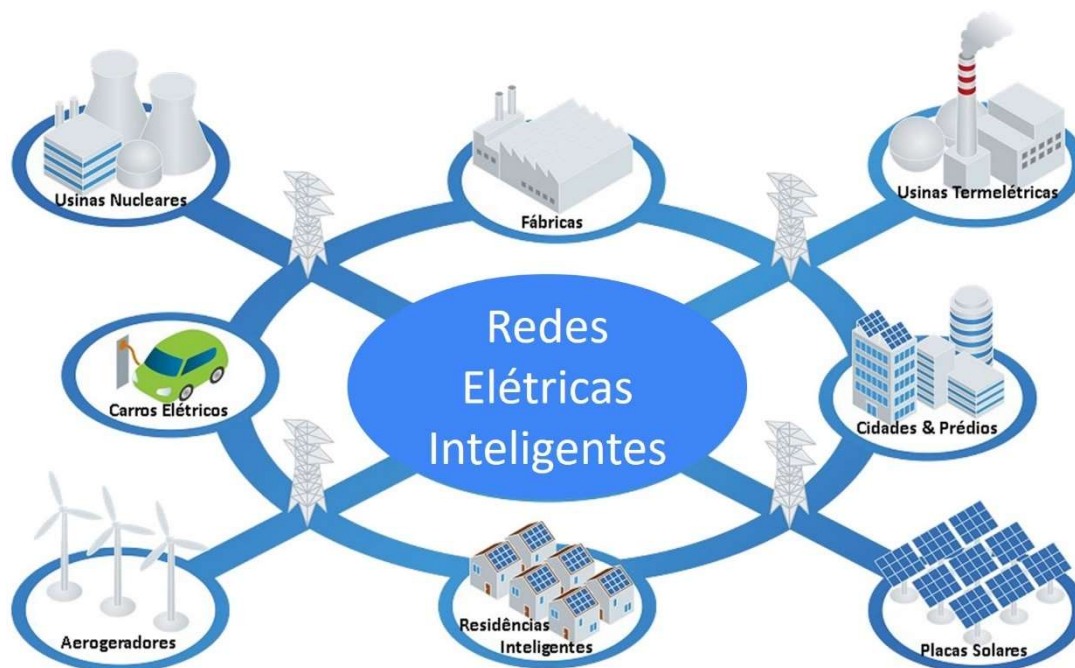 Usinas Nucleares
Fábricas
Usinas Termelétricas
Redes
Elétricas
Inteligentes
Carros Elétricos
Cidades & Prédios
Aerogeradores
Residências
Inteligentes
Placas Solares